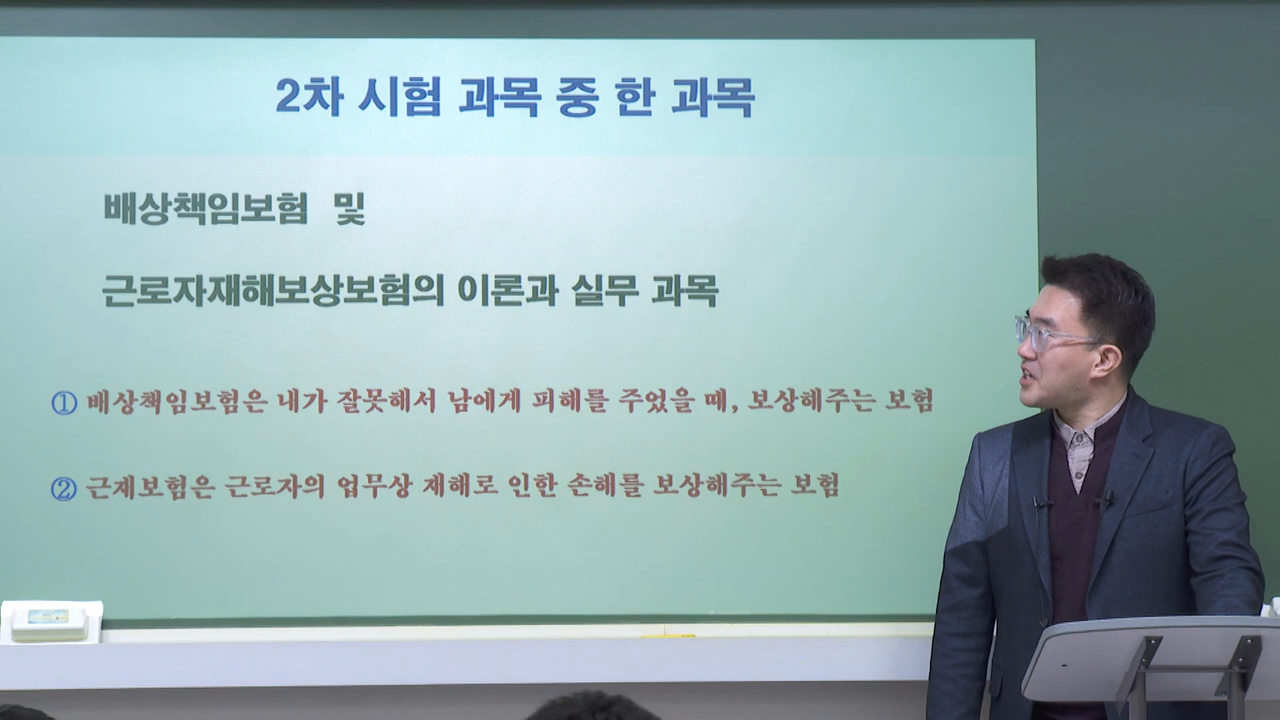 2차 시험 과목 중 한 과목
배상책임보험 및
근로자재해보상보험의 이론과 실무 과목
① 배상책임보험은 내가 잘못해서 남에게 피해를 주었을 때, 보상해주는 보험
② 근재보험은 근로자의 업무상 재해로 인한 손해를 보상해주는 보험